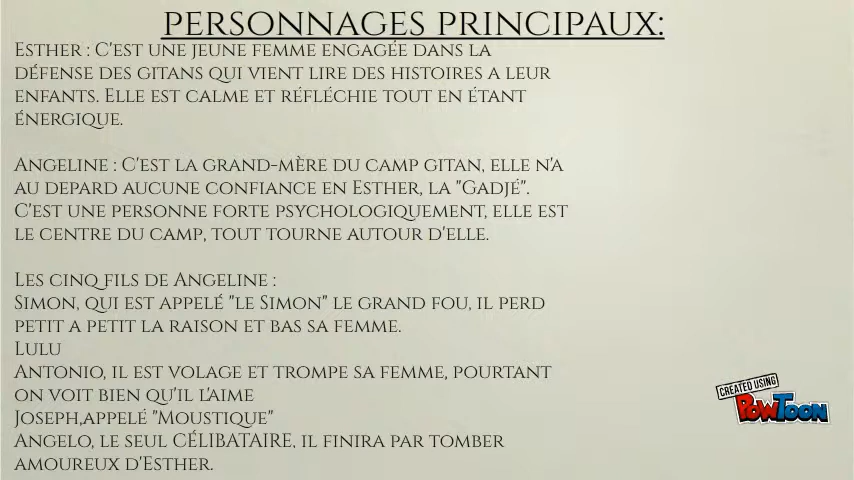 PERSONNAGES PRINCIPAUX:
Esther : C'est une jeune femme engagée dans la
défense des gitans qui vient lire des histoires a leur
enfants. Elle est calme et réfléchie tout en étant
énergique.
Angeline : C'est la grand-mère du camp gitan, elle n'a
au depard aucune confiance en Esther, la "Gadjé".
C'est une personne forte psychologiquement, elle est
le centre du camp, tout tourne autour d'elle.
Les cinq fils de Angeline :
Simon, qui est appelé "le Simon" le grand fou, il perd
petit a petit la raison et bas sa femme.
Lulu
Antonio, il est volage et trompe sa femme, pourtant
on voit bien qu'il l'aime
Joseph,appelé "Moustique"
Angelo, le seul CÉLIBATAIRE, il finira par tomber
amoureux d'Esther.
CREATED USING
PowToon